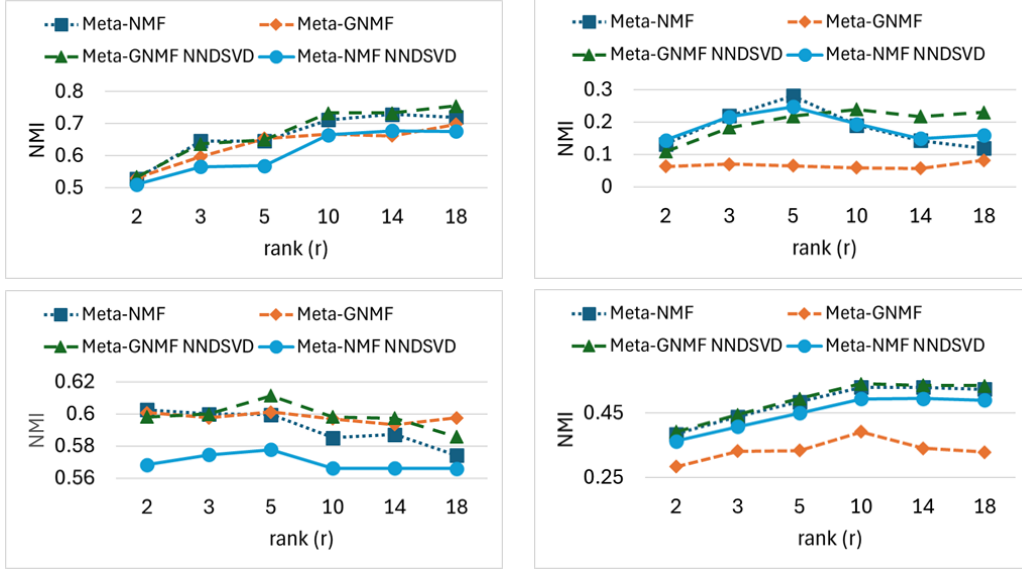 Meta-NMF Meta-GNMF
Meta-GNMF NNDSVD Meta-NMF NNDSVD
0.8
0.7
0.6
0.5
NMI
2 3 5 10 14 18
rank (r)
Meta-NMF Meta-GNMF
Meta-GNMF NNDSVD Meta-NMF NNDSVD
0.3
0.2
0.1
0
NMI
2 3 5 10 14 18
rank (r)
Meta-NMF Meta-GNMF
Meta-GNMF NNDSVD Meta-NMF NNDSVD
0.62
0.6
0.58
0.56
NMI
2 3 5 10 14 18
rank (r)
Meta-NMF Meta-GNMF
Meta-GNMF NNDSVD Meta-NMF NNDSVD
0.45
0.25
NMI
2 3 5 10 14 18
rank (r)